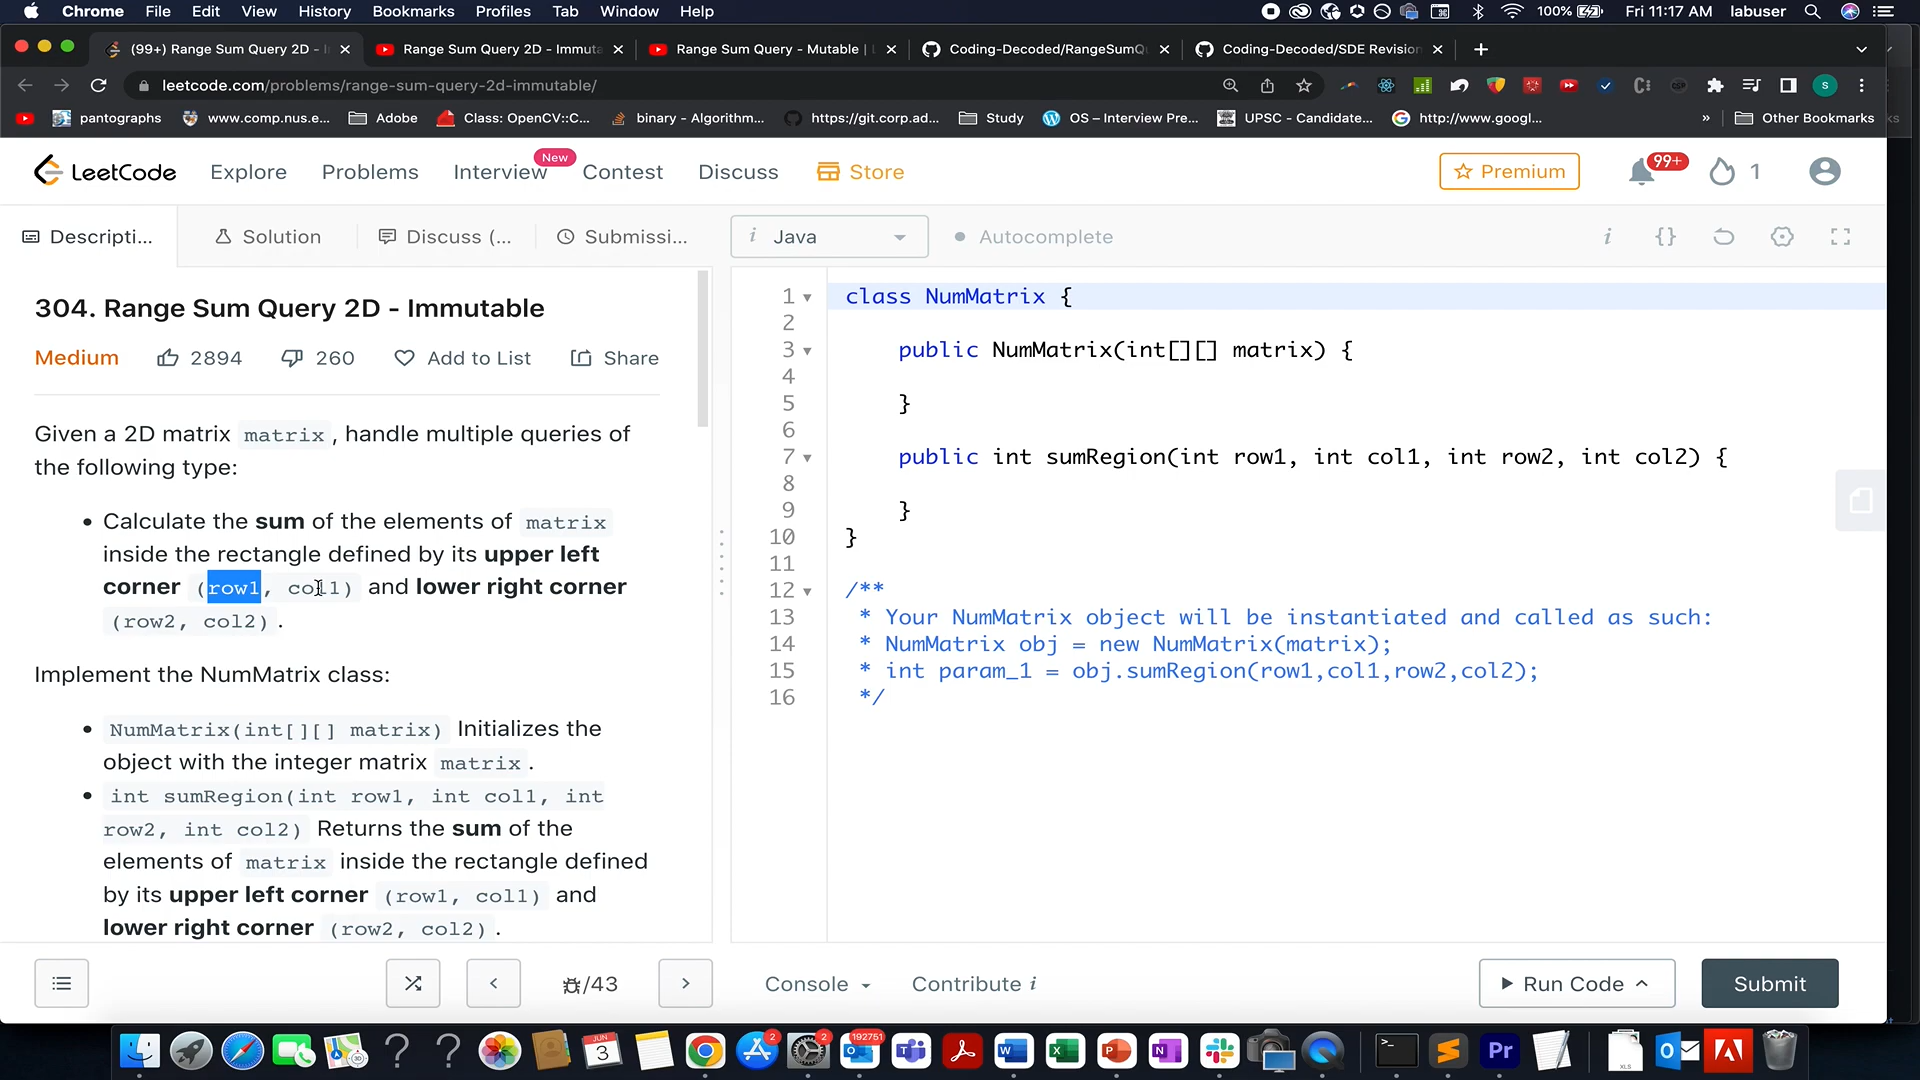 Chrome File Edit View History Bookmarks Profiles Tab Window Help 100% Fri 11:17 AM labuser
(99+) Range Sum Query 2D - I Range Sum Query 2D - Immuta Range Sum Query - Mutable | Coding-Decoded/RangeSumQ Coding-Decoded/SDE Revision
leetcode.com/problems/range-sum-query-2d-immutable/
pantographs www.comp.nus.e... Adobe Class: OpenCV::C... binary - Algorithm... https://git.corp.ad... Study OS – Interview Pre... UPSC - Candidate... http://www.googl... » Other Bookmarks
LeetCode Explore Problems Interview New Contest Discuss Store Premium 99+ 1
Descripti... Solution Discuss (... Submissi... i Java Autocomplete
304. Range Sum Query 2D - Immutable
Medium 2894 260 Add to List Share
Given a 2D matrix matrix, handle multiple queries of
the following type:
• Calculate the sum of the elements of matrix
inside the rectangle defined by its upper left
corner (row1, col1) and lower right corner
(row2, col2).
Implement the NumMatrix class:
• NumMatrix(int[][] matrix) Initializes the
object with the integer matrix matrix.
• int sumRegion(int row1, int col1, int
row2, int col2) Returns the sum of the
elements of matrix inside the rectangle defined
by its upper left corner (row1, col1) and
lower right corner (row2, col2).
1 class NumMatrix {
2
3 public NumMatrix(int[][] matrix) {
4
5 }
6
7 public int sumRegion(int row1, int col1, int row2, int col2) {
8
9 }
10 }
11
12 /**
13 * Your NumMatrix object will be instantiated and called as such:
14 * NumMatrix obj = new NumMatrix(matrix);
15 * int param_1 = obj.sumRegion(row1,col1,row2,col2);
16 */
/43 Console Contribute i Run Code Submit
JUN 3 2 2 192751